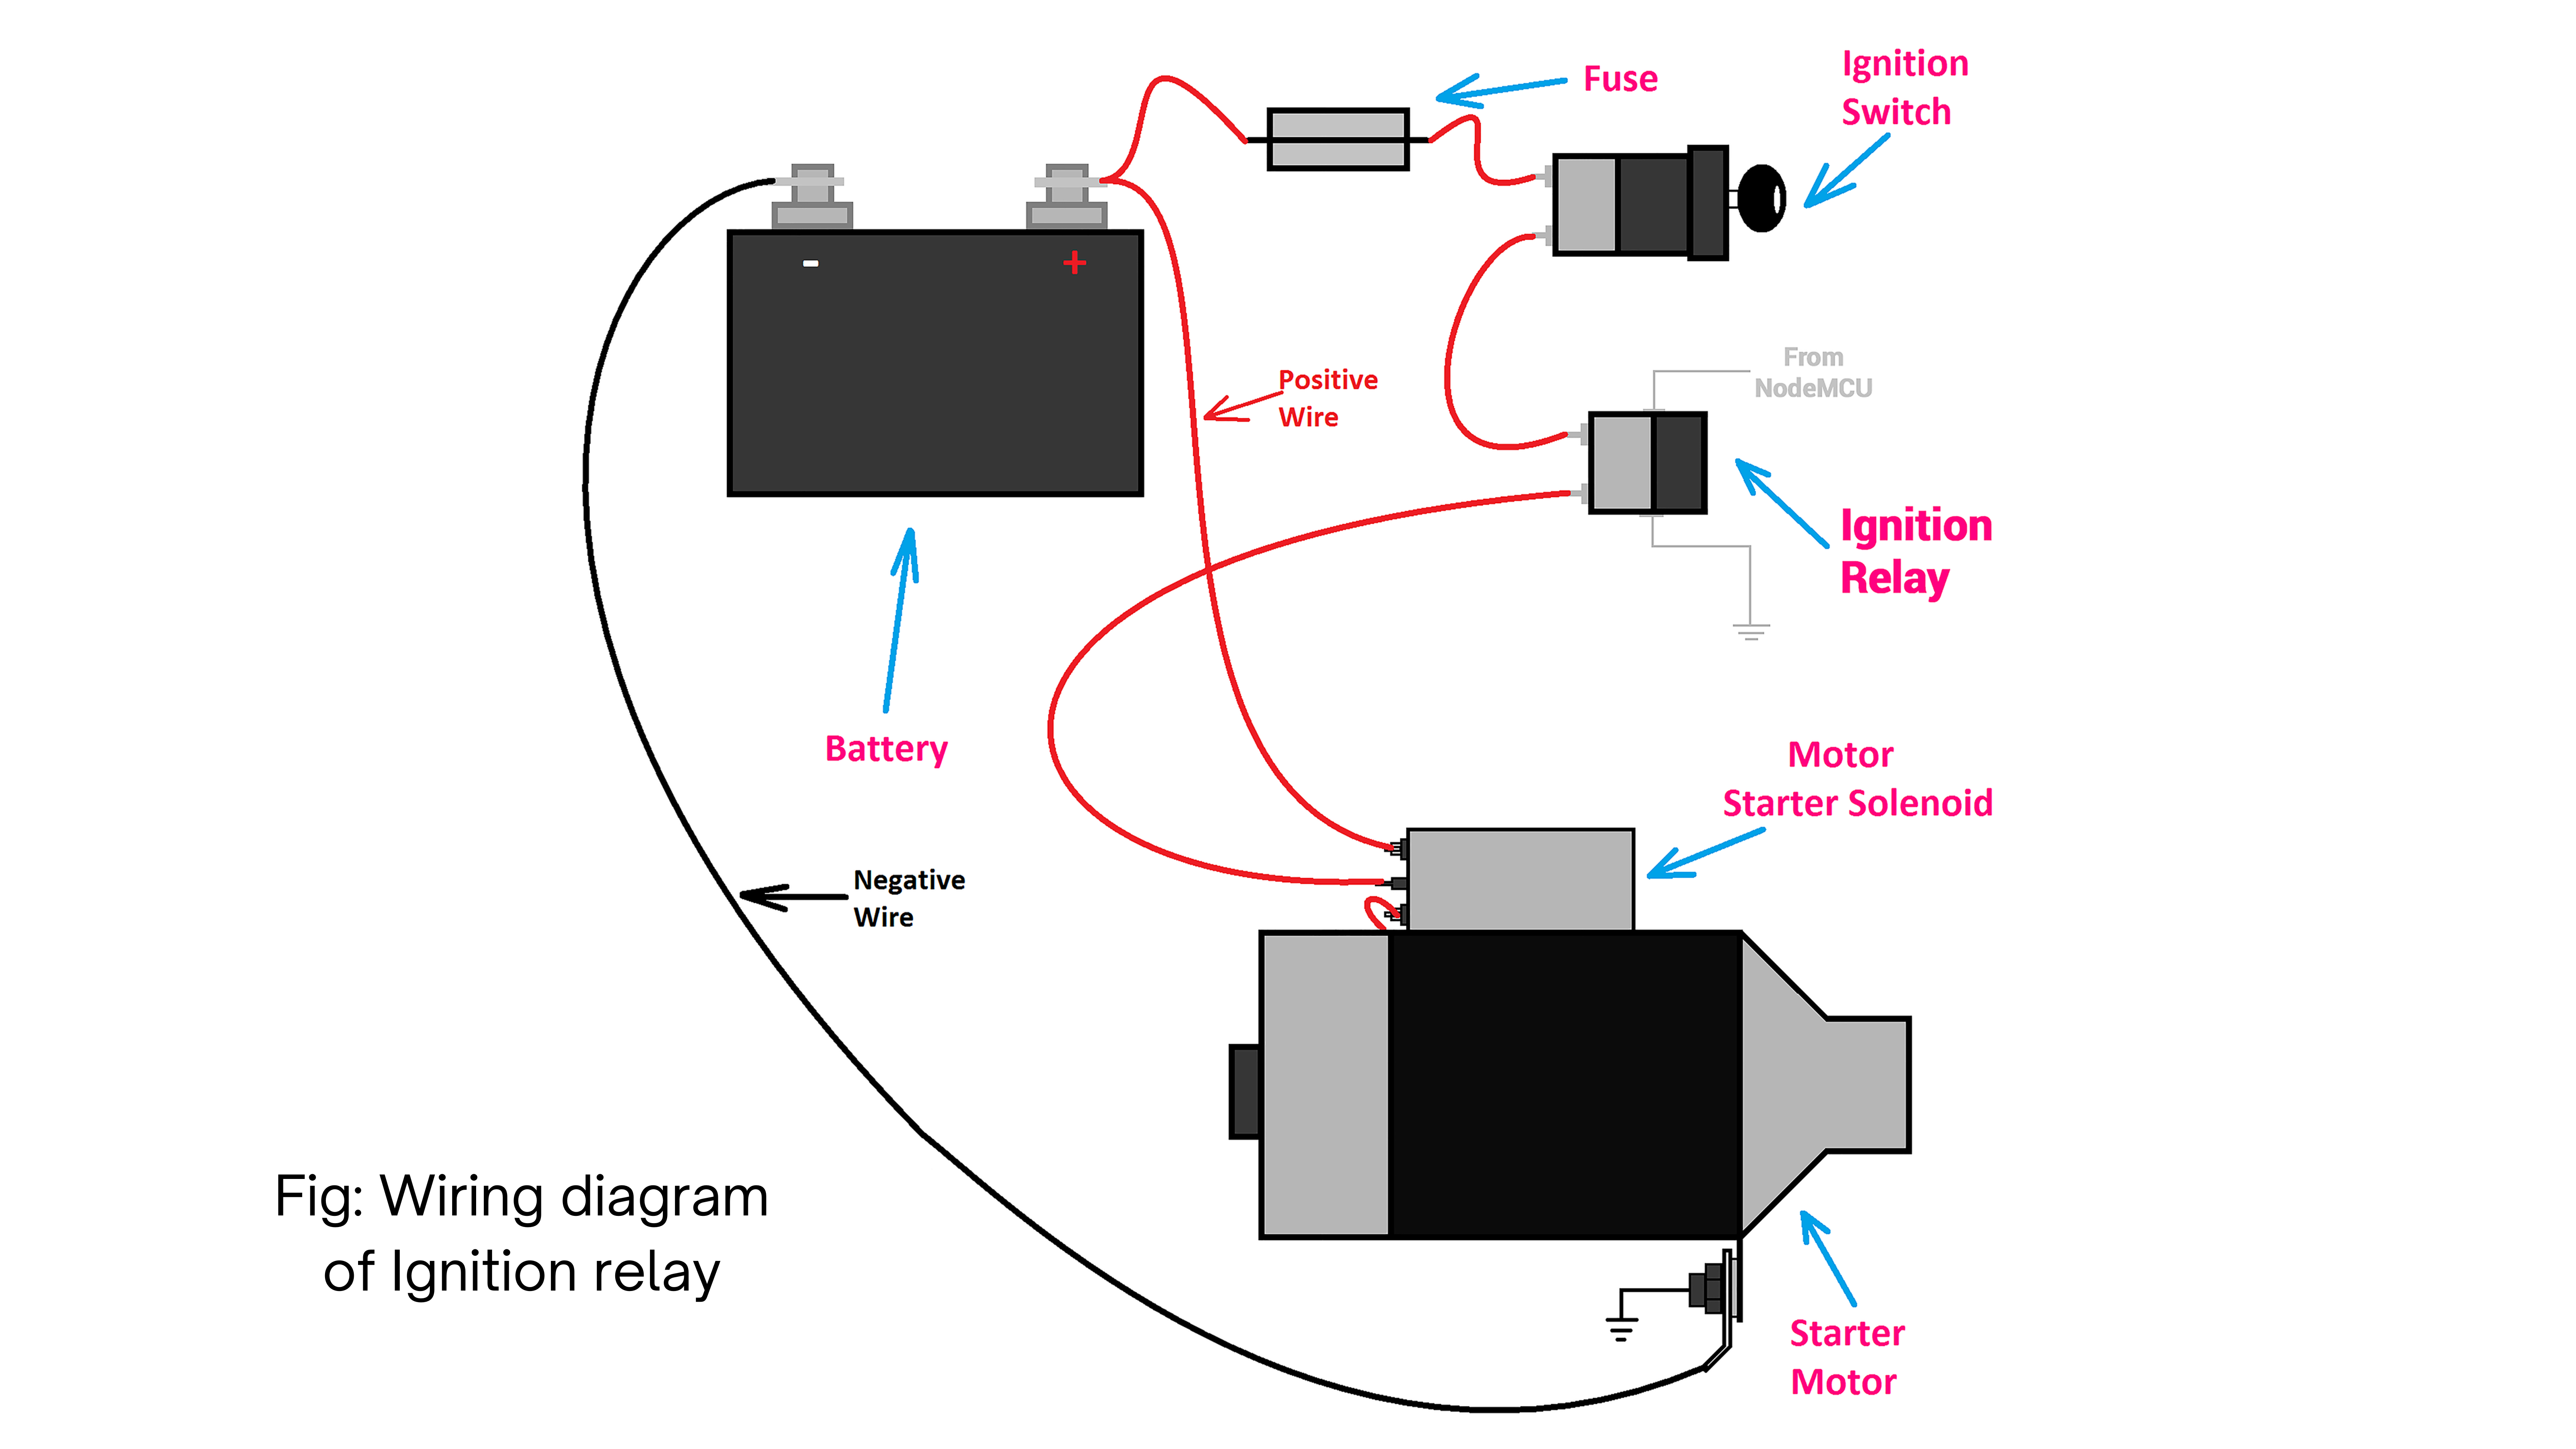 Fuse
Ignition
Switch
-
+
Positive
Wire
From
NodeMCU
Ignition
Relay
Battery
Motor
Starter Solenoid
Negative
Wire
Fig: Wiring diagram
of Ignition relay
Starter
Motor